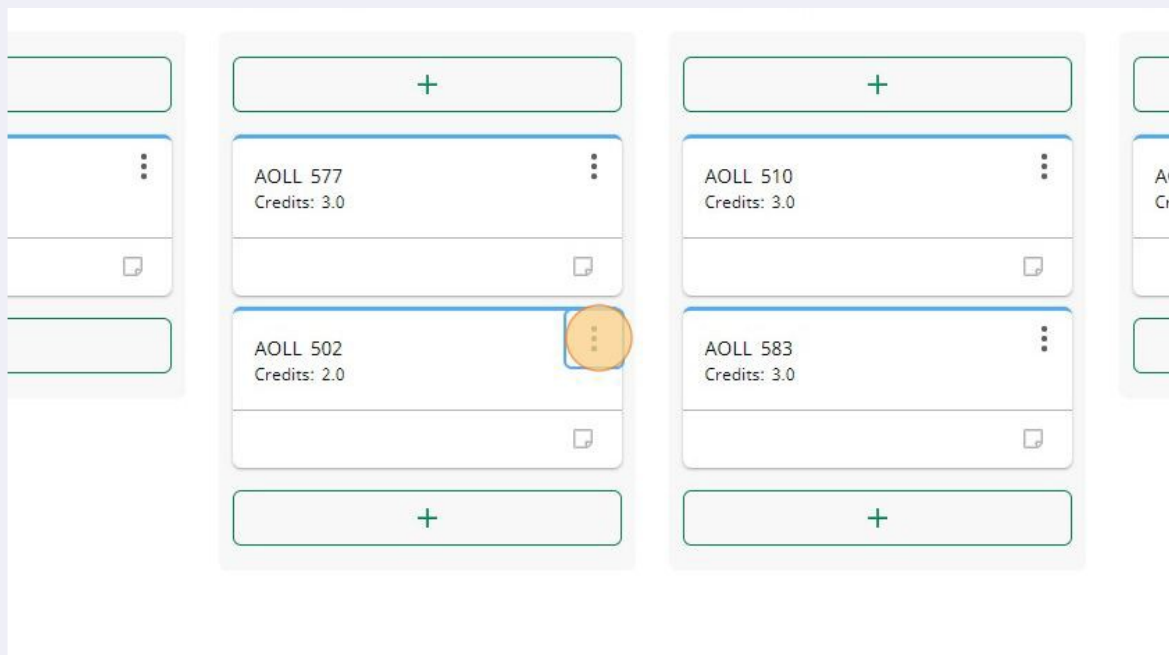 +
+
AOLL 577
Credits: 3.0
AOLL 502
Credits: 2.0
+
AOLL 510
Credits: 3.0
AOLL 583
Credits: 3.0
+